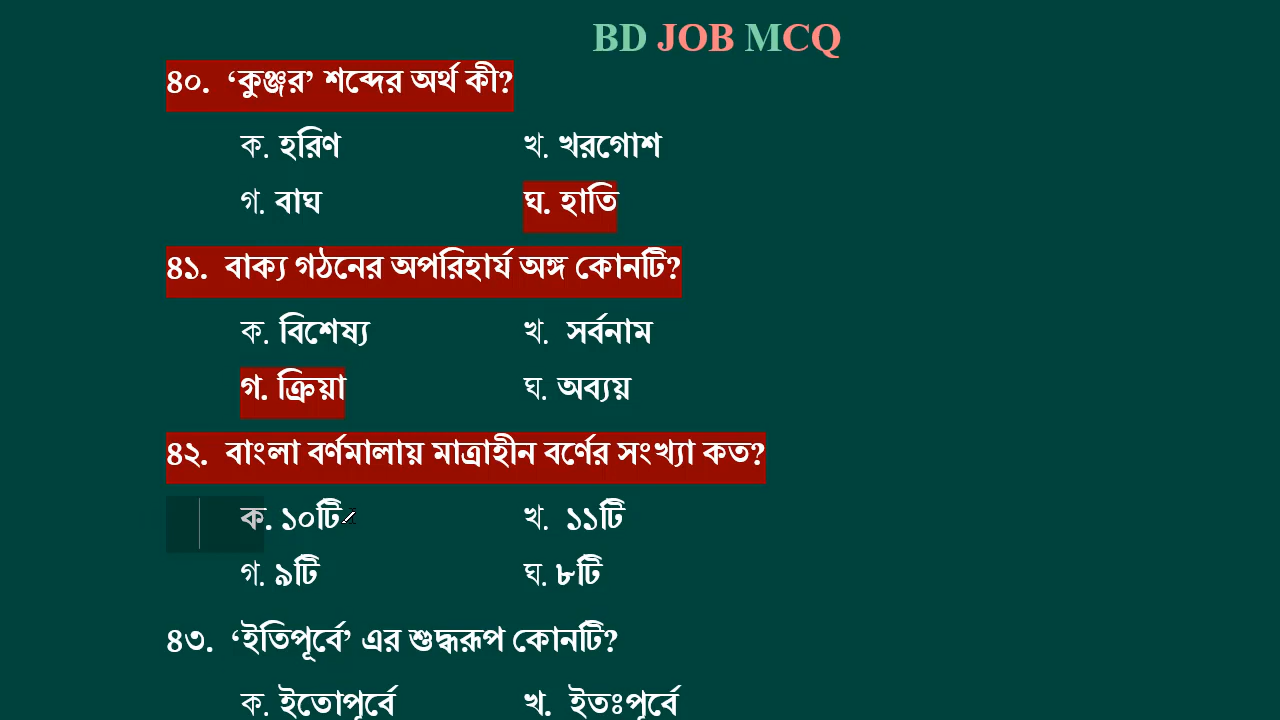 BD JOB MCQ
৪০. ‘কুঞ্জর’ শব্দের অর্থ কী?
ক. হরিণ খ. খরগোশ
গ. বাঘ ঘ. হাতি
৪১. বাক্য গঠনের অপরিহার্য অঙ্গ কোনটি?
ক. বিশেষ্য খ. সর্বনাম
গ. ক্রিয়া ঘ. অব্যয়
৪২. বাংলা বর্ণমালায় মাত্রাহীন বর্ণের সংখ্যা কত?
ক. ১০টি খ. ১১টি
গ. ৯টি ঘ. ৮টি
৪৩. ‘ইতিপূর্বে’ এর শুদ্ধরূপ কোনটি?
ক. ইতোপূর্বে খ. ইতঃপূর্বে